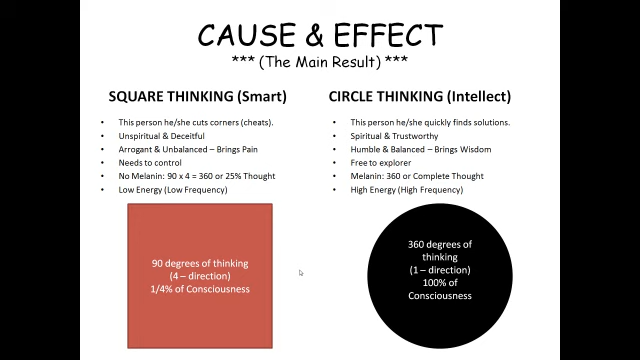 CAUSE & EFFECT
*** (The Main Result) ***
SQUARE THINKING (Smart)
• This person he/she cuts corners (cheats).
• Unspiritual & Deceitful
• Arrogant & Unbalanced – Brings Pain
• Needs to control
• No Melanin: 90 x 4 = 360 or 25% Thought
• Low Energy (Low Frequency)
90 degrees of thinking
(4 – direction)
1/4% of Consciousness
CIRCLE THINKING (Intellect)
• This person he/she quickly finds solutions.
• Spiritual & Trustworthy
• Humble & Balanced – Brings Wisdom
• Free to explorer
• Melanin: 360 or Complete Thought
• High Energy (High Frequency)
360 degrees of
thinking
(1 – direction)
100% of
Consciousness